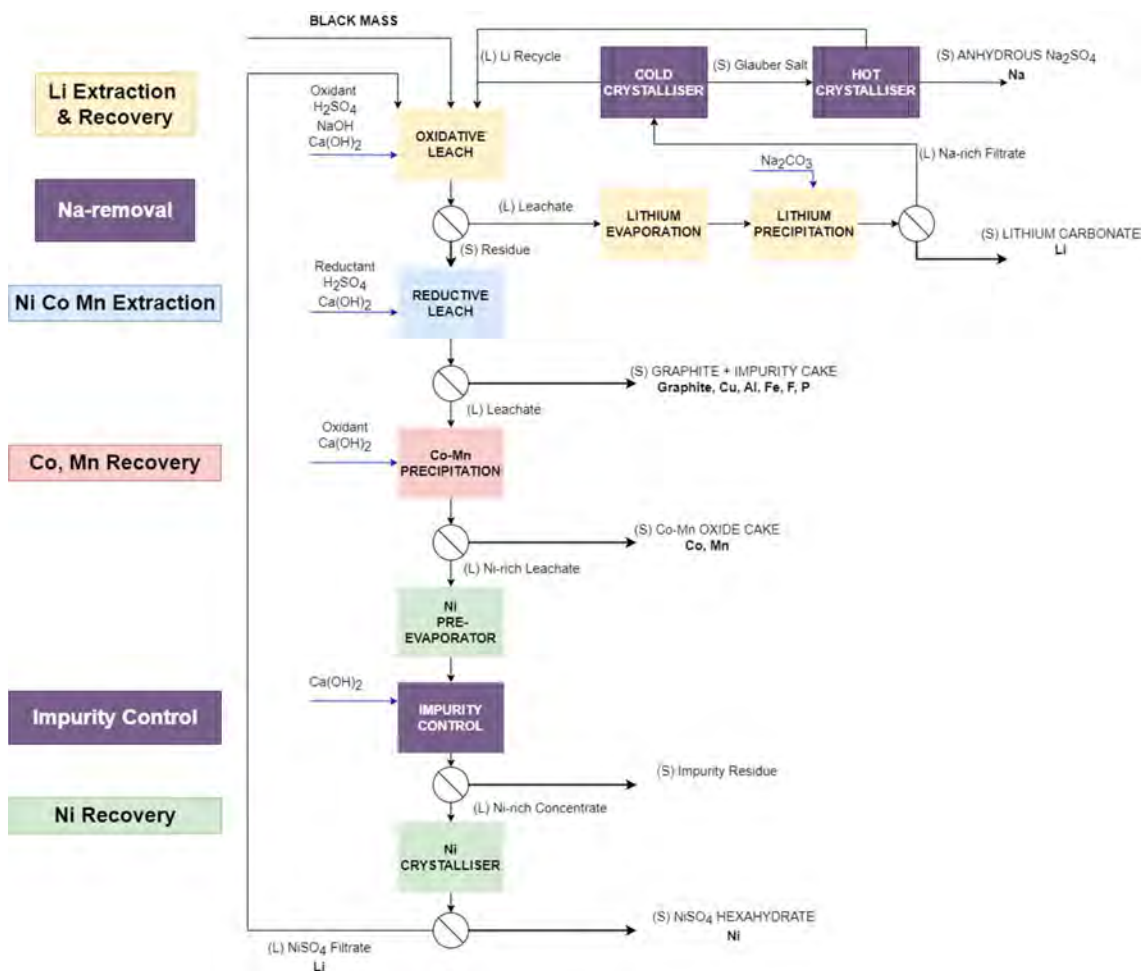 BLACK MASS
(L) Li Recycle
COLD
CRYSTALLISER
(S) Glauber Salt
HOT
CRYSTALLISER
(S) ANHYDROUS Na2SO4
Na
Li Extraction
& Recovery
Oxidant
H2SO4
NaOH
Ca(OH)2
OXIDATIVE
LEACH
(L) Na-rich Filtrate
Na-removal
(L) Leachate
LITHIUM
EVAPORATION
Na2CO3
LITHIUM
PRECIPITATION
(S) LITHIUM CARBONATE
Li
(S) Residue
Ni Co Mn Extraction
Reductant
H2SO4
Ca(OH)2
REDUCTIVE
LEACH
(S) GRAPHITE + IMPURITY CAKE
Graphite, Cu, Al, Fe, F, P
(L) Leachate
Co, Mn Recovery
Oxidant
Ca(OH)2
Co-Mn
PRECIPITATION
(S) Co-Mn OXIDE CAKE
Co, Mn
(L) Ni-rich Leachate
Ni
PRE-
EVAPORATOR
Impurity Control
Ca(OH)2
IMPURITY
CONTROL
(S) Impurity Residue
(L) Ni-rich Concentrate
Ni Recovery
Ni
CRYSTALLISER
(S) NiSO4 HEXAHYDRATE
Ni
(L) NiSO4 Filtrate
Li